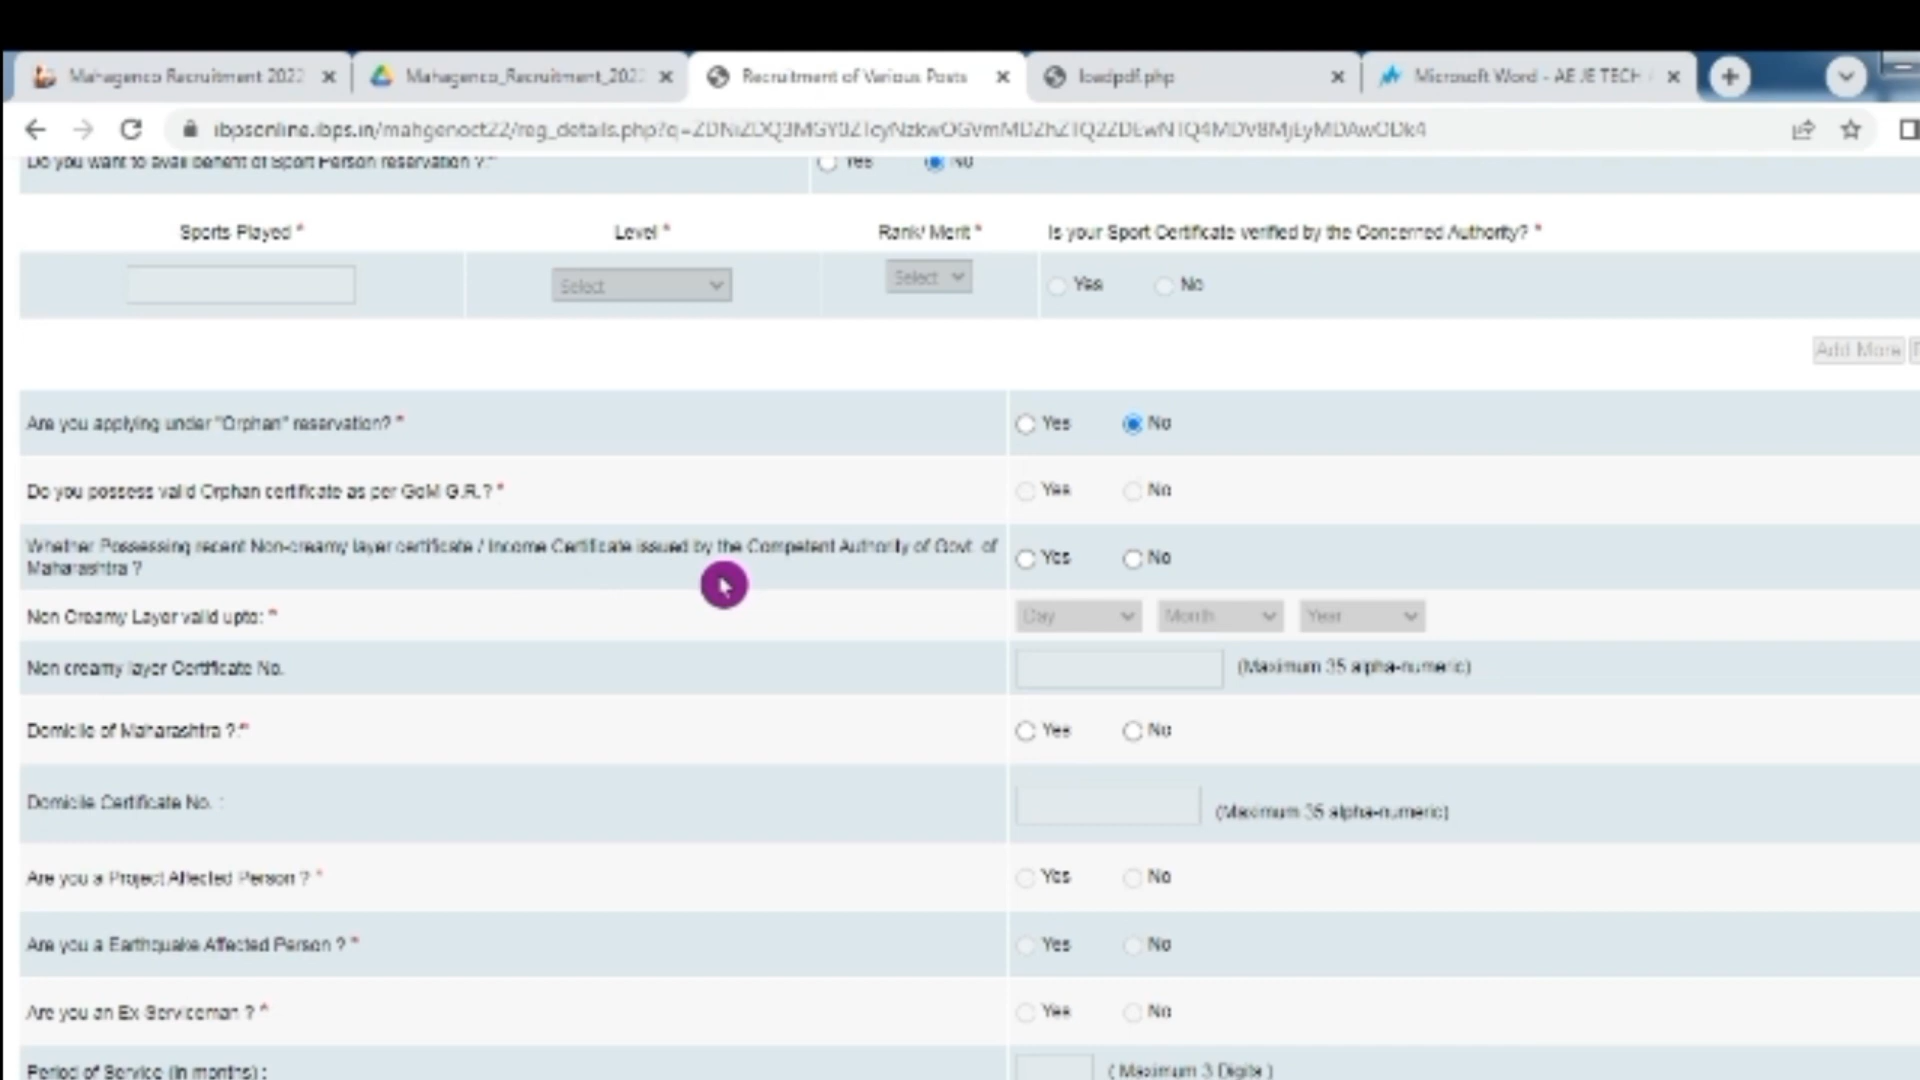 Mahagenco Recruitment 2022
Mahagenco_Recruitment_202
Recruitment of Various Posts
loadpdf.php
Microsoft Word - AE JE TECH
Do you want to avail benefit of Sport Person reservation ?:* Yes No
Sports Played * Level * Rank/ Merit * Is your Sport Certificate verified by the Concerned Authority? *
Select Select Yes No
Add More
Are you applying under "Orphan" reservation? * Yes No
Do you possess valid Orphan certificate as per GoM G.R.? * Yes No
Whether Possessing recent Non-creamy layer certificate / Income Certificate issued by the Competent Authority of Govt. of
Maharashtra ? Yes No
Non Creamy Layer valid upto: * Day Month Year
Non creamy layer Certificate No. (Maximum 35 alpha-numeric)
Domicile of Maharashtra ?:* Yes No
Domicile Certificate No. : (Maximum 35 alpha-numeric)
Are you a Project Affected Person ? * Yes No
Are you a Earthquake Affected Person ? * Yes No
Are you an Ex-Serviceman ? * Yes No
Period of Service (in months) : ( Maximum 3 Digits )